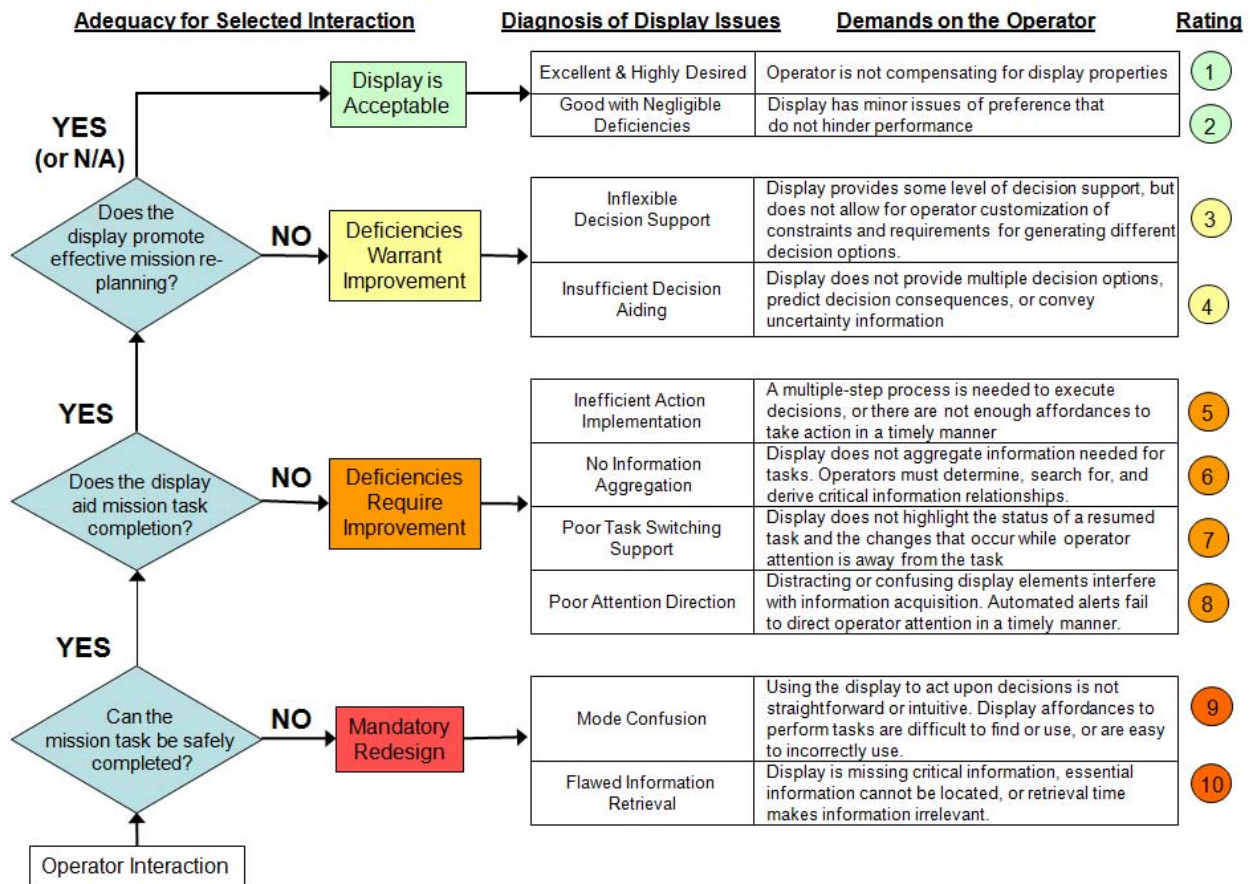 Adequacy for Selected Interaction
Diagnosis of Display Issues
Demands on the Operator
Rating
Display is
Acceptable
Excellent & Highly Desired
Operator is not compensating for display properties
1
Good with Negligible
Deficiencies
Display has minor issues of preference that
do not hinder performance
2
YES
(or N/A)
Does the
display promote
effective mission re-
planning?
NO
Deficiencies
Warrant
Improvement
Inflexible
Decision Support
Display provides some level of decision support, but
does not allow for operator customization of
constraints and requirements for generating different
decision options.
3
Insufficient Decision
Aiding
Display does not provide multiple decision options,
predict decision consequences, or convey
uncertainty information
4
YES
Does the display
aid mission task
completion?
NO
Deficiencies
Require
Improvement
Inefficient Action
Implementation
A multiple-step process is needed to execute
decisions, or there are not enough affordances to
take action in a timely manner
5
No Information
Aggregation
Display does not aggregate information needed for
tasks. Operators must determine, search for, and
derive critical information relationships.
6
Poor Task Switching
Support
Display does not highlight the status of a resumed
task and the changes that occur while operator
attention is away from the task
7
Poor Attention Direction
Distracting or confusing display elements interfere
with information acquisition. Automated alerts fail
to direct operator attention in a timely manner.
8
YES
Can the
mission task be safely
completed?
NO
Mandatory
Redesign
Mode Confusion
Using the display to act upon decisions is not
straightforward or intuitive. Display affordances to
perform tasks are difficult to find or use, or are easy
to incorrectly use.
9
Flawed Information
Retrieval
Display is missing critical information, essential
information cannot be located, or retrieval time
makes information irrelevant.
10
Operator Interaction